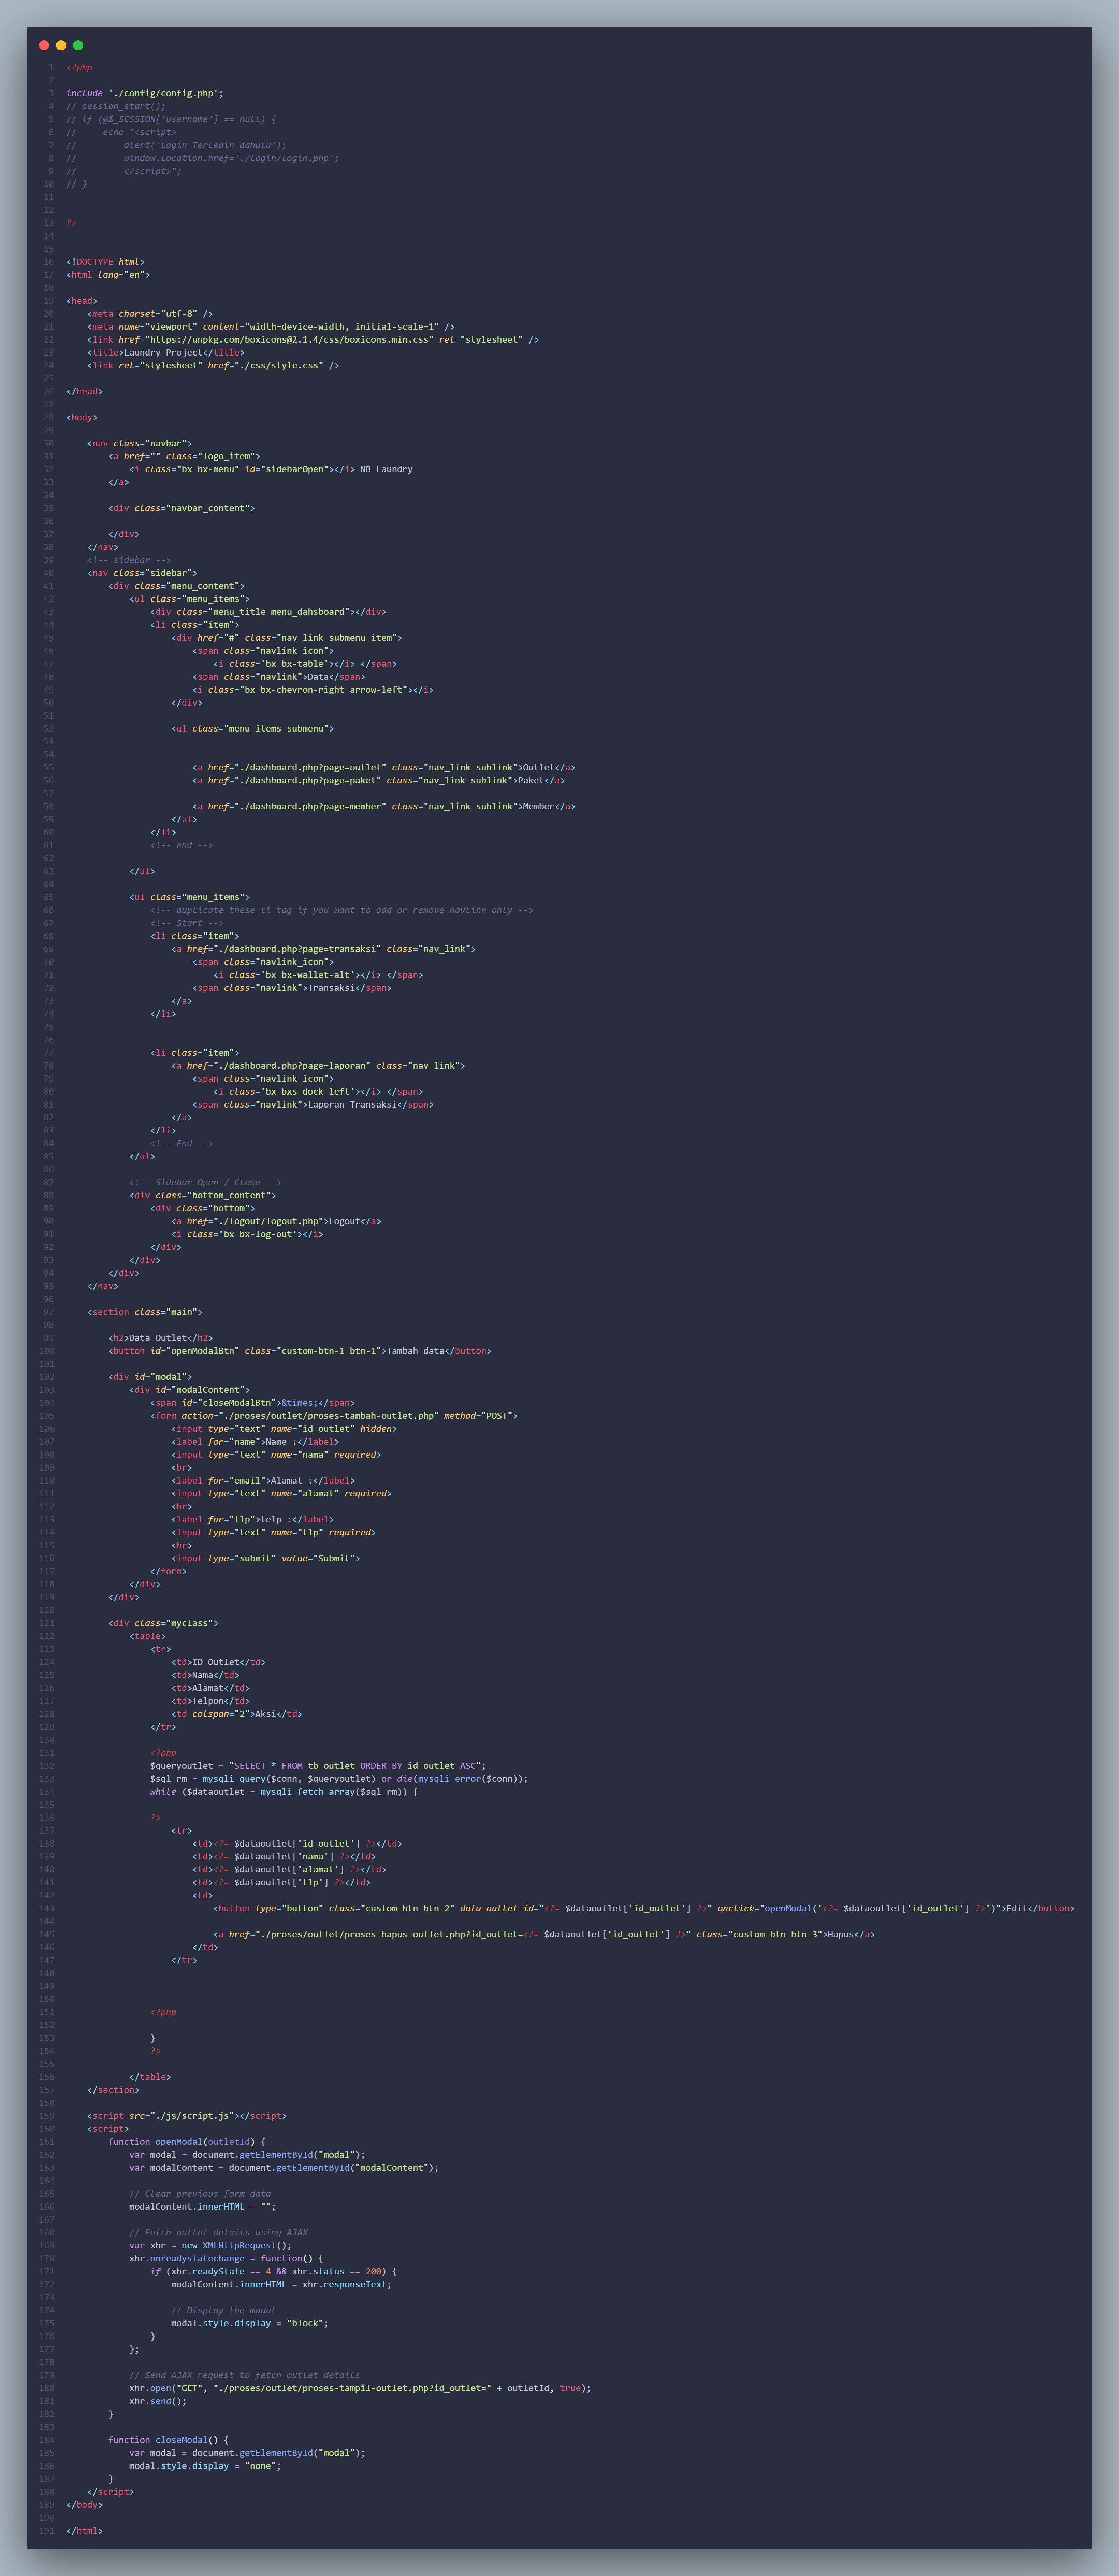 1 <?php
2
3 include './config/config.php';
4 // session_start();
5 // if (@$_SESSION['username'] == null) {
6 //     echo "<script>
7 //         alert('Login Terlebih dahulu');
8 //         window.location.href='./login/login.php';
9 //         </script>";
10 // }
11
12
13 ?>
14
15
16 <!DOCTYPE html>
17 <html lang="en">
18
19 <head>
20     <meta charset="utf-8" />
21     <meta name="viewport" content="width=device-width, initial-scale=1" />
22     <link href="https://unpkg.com/boxicons@2.1.4/css/boxicons.min.css" rel="stylesheet" />
23     <title>Laundry Project</title>
24     <link rel="stylesheet" href="./css/style.css" />
25
26 </head>
27
28 <body>
29
30     <nav class="navbar">
31         <a href="" class="logo_item">
32             <i class="bx bx-menu" id="sidebarOpen"></i> NB Laundry
33         </a>
34
35         <div class="navbar_content">
36
37         </div>
38     </nav>
39     <!-- sidebar -->
40     <nav class="sidebar">
41         <div class="menu_content">
42             <ul class="menu_items">
43                 <div class="menu_title menu_dahsboard"></div>
44                 <li class="item">
45                     <div href="#" class="nav_link submenu_item">
46                         <span class="navlink_icon">
47                             <i class='bx bx-table'></i> </span>
48                         <span class="navlink">Data</span>
49                         <i class="bx bx-chevron-right arrow-left"></i>
50                     </div>
51
52                     <ul class="menu_items submenu">
53
54
55                         <a href="./dashboard.php?page=outlet" class="nav_link sublink">Outlet</a>
56                         <a href="./dashboard.php?page=paket" class="nav_link sublink">Paket</a>
57
58                         <a href="./dashboard.php?page=member" class="nav_link sublink">Member</a>
59                     </ul>
60                 </li>
61                 <!-- end -->
62
63             </ul>
64
65             <ul class="menu_items">
66                 <!-- duplicate these li tag if you want to add or remove navlink only -->
67                 <!-- Start -->
68                 <li class="item">
69                     <a href="./dashboard.php?page=transaksi" class="nav_link">
70                         <span class="navlink_icon">
71                             <i class='bx bx-wallet-alt'></i> </span>
72                         <span class="navlink">Transaksi</span>
73                     </a>
74                 </li>
75
76
77                 <li class="item">
78                     <a href="./dashboard.php?page=laporan" class="nav_link">
79                         <span class="navlink_icon">
80                             <i class='bx bxs-dock-left'></i> </span>
81                         <span class="navlink">Laporan Transaksi</span>
82                     </a>
83                 </li>
84                 <!-- End -->
85             </ul>
86
87             <!-- Sidebar Open / Close -->
88             <div class="bottom_content">
89                 <div class="bottom">
90                     <a href="./logout/logout.php">Logout</a>
91                     <i class='bx bx-log-out'></i>
92                 </div>
93             </div>
94         </div>
95     </nav>
96
97     <section class="main">
98
99         <h2>Data Outlet</h2>
100         <button id="openModalBtn" class="custom-btn-1 btn-1">Tambah data</button>
101
102         <div id="modal">
103             <div id="modalContent">
104                 <span id="closeModalBtn">&times;</span>
105                 <form action="./proses/outlet/proses-tambah-outlet.php" method="POST">
106                     <input type="text" name="id_outlet" hidden>
107                     <label for="name">Name :</label>
108                     <input type="text" name="nama" required>
109                     <br>
110                     <label for="email">Alamat :</label>
111                     <input type="text" name="alamat" required>
112                     <br>
113                     <label for="tlp">telp :</label>
114                     <input type="text" name="tlp" required>
115                     <br>
116                     <input type="submit" value="Submit">
117                 </form>
118             </div>
119         </div>
120
121         <div class="myclass">
122             <table>
123                 <tr>
124                     <td>ID Outlet</td>
125                     <td>Nama</td>
126                     <td>Alamat</td>
127                     <td>Telpon</td>
128                     <td colspan="2">Aksi</td>
129                 </tr>
130
131                 <?php
132                 $queryoutlet = "SELECT * FROM tb_outlet ORDER BY id_outlet ASC";
133                 $sql_rm = mysqli_query($conn, $queryoutlet) or die(mysqli_error($conn));
134                 while ($dataoutlet = mysqli_fetch_array($sql_rm)) {
135
136                 ?>
137                     <tr>
138                         <td><?= $dataoutlet['id_outlet'] ?></td>
139                         <td><?= $dataoutlet['nama'] ?></td>
140                         <td><?= $dataoutlet['alamat'] ?></td>
141                         <td><?= $dataoutlet['tlp'] ?></td>
142                         <td>
143                             <button type="button" class="custom-btn btn-2" data-outlet-id="<?= $dataoutlet['id_outlet'] ?>" onclick="openModal('<?= $dataoutlet['id_outlet'] ?>')">Edit</button>
144
145                             <a href="./proses/outlet/proses-hapus-outlet.php?id_outlet=<?= $dataoutlet['id_outlet'] ?>" class="custom-btn btn-3">Hapus</a>
146                         </td>
147                     </tr>
148
149
150
151                 <?php
152
153                 }
154                 ?>
155
156             </table>
157     </section>
158
159     <script src="./js/script.js"></script>
160     <script>
161         function openModal(outletId) {
162             var modal = document.getElementById("modal");
163             var modalContent = document.getElementById("modalContent");
164
165             // Clear previous form data
166             modalContent.innerHTML = "";
167
168             // Fetch outlet details using AJAX
169             var xhr = new XMLHttpRequest();
170             xhr.onreadystatechange = function() {
171                 if (xhr.readyState == 4 && xhr.status == 200) {
172                     modalContent.innerHTML = xhr.responseText;
173
174                     // Display the modal
175                     modal.style.display = "block";
176                 }
177             };
178
179             // Send AJAX request to fetch outlet details
180             xhr.open("GET", "./proses/outlet/proses-tampil-outlet.php?id_outlet=" + outletId, true);
181             xhr.send();
182         }
183
184         function closeModal() {
185             var modal = document.getElementById("modal");
186             modal.style.display = "none";
187         }
188     </script>
189 </body>
190
191 </html>